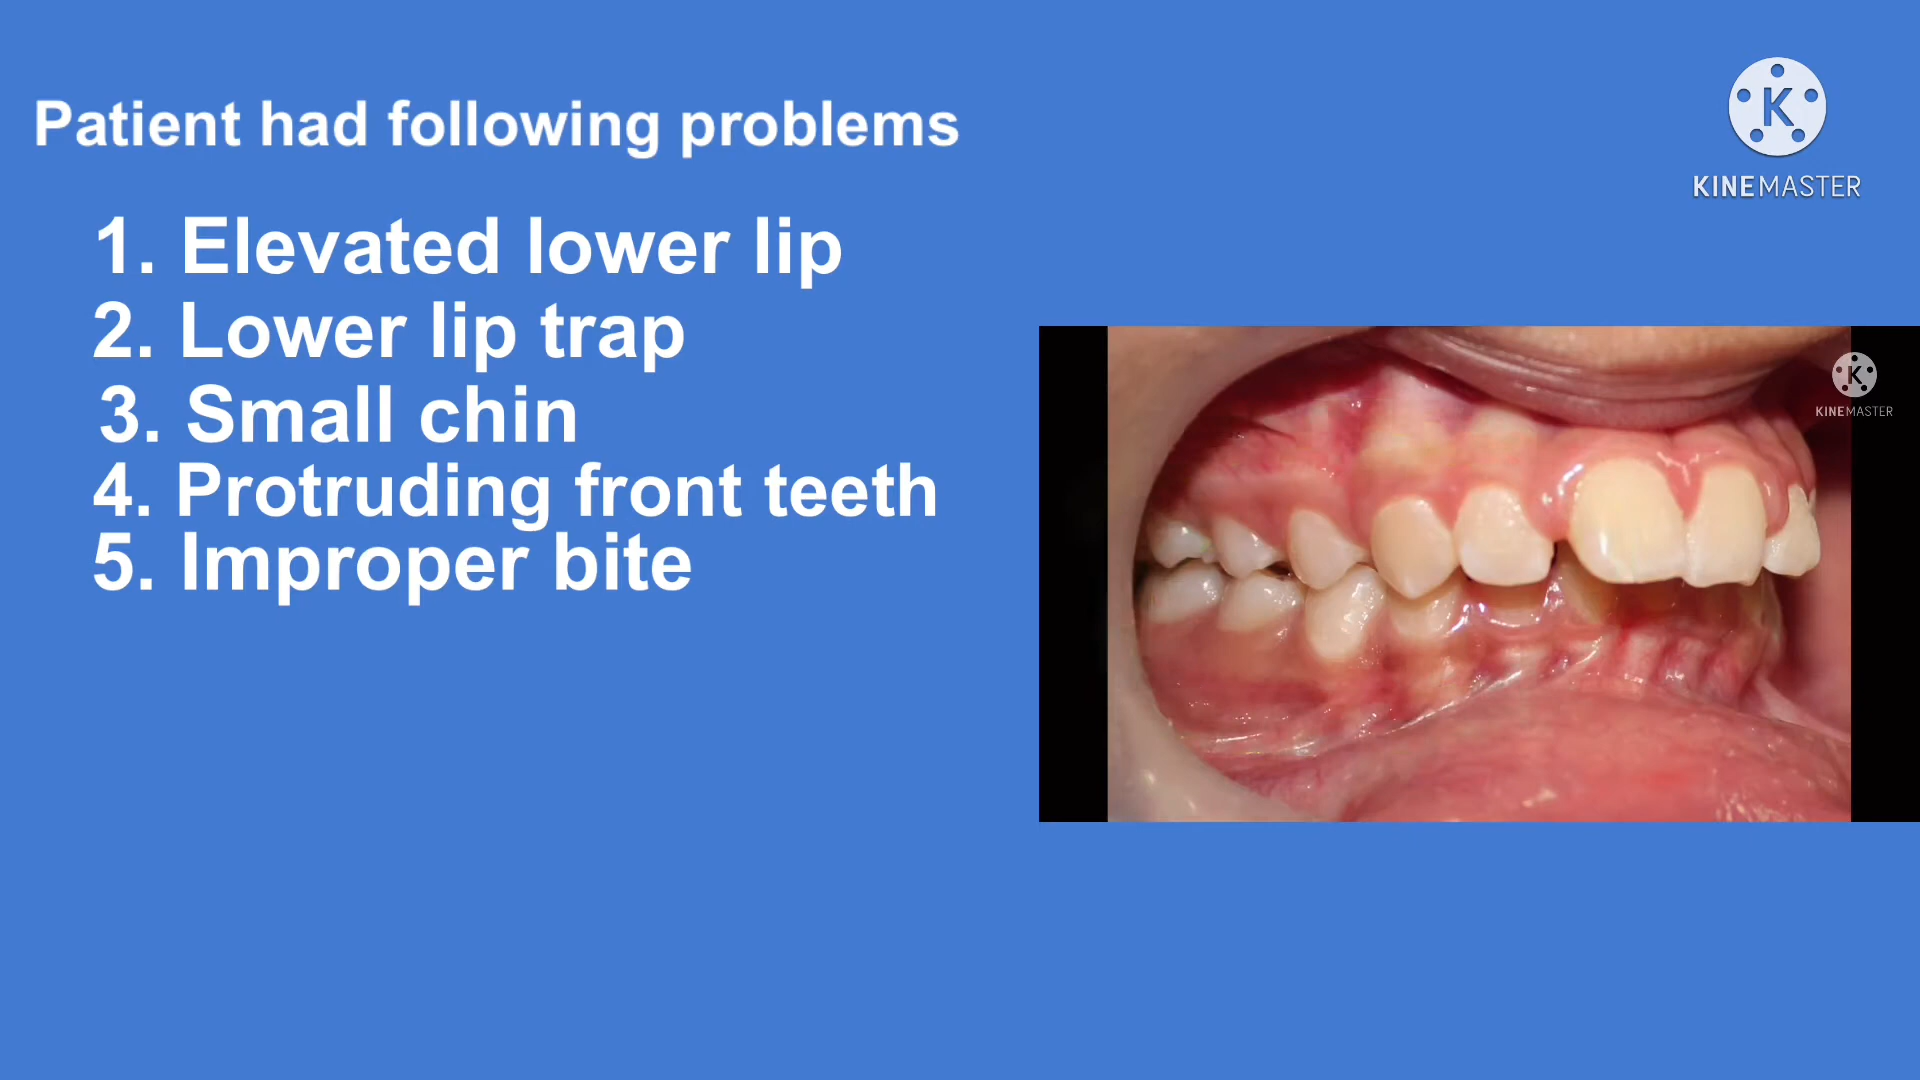 Patient had following problems
1. Elevated lower lip
2. Lower lip trap
3. Small chin
4. Protruding front teeth
5. Improper bite
K
KINEMASTER
K
KINEMASTER